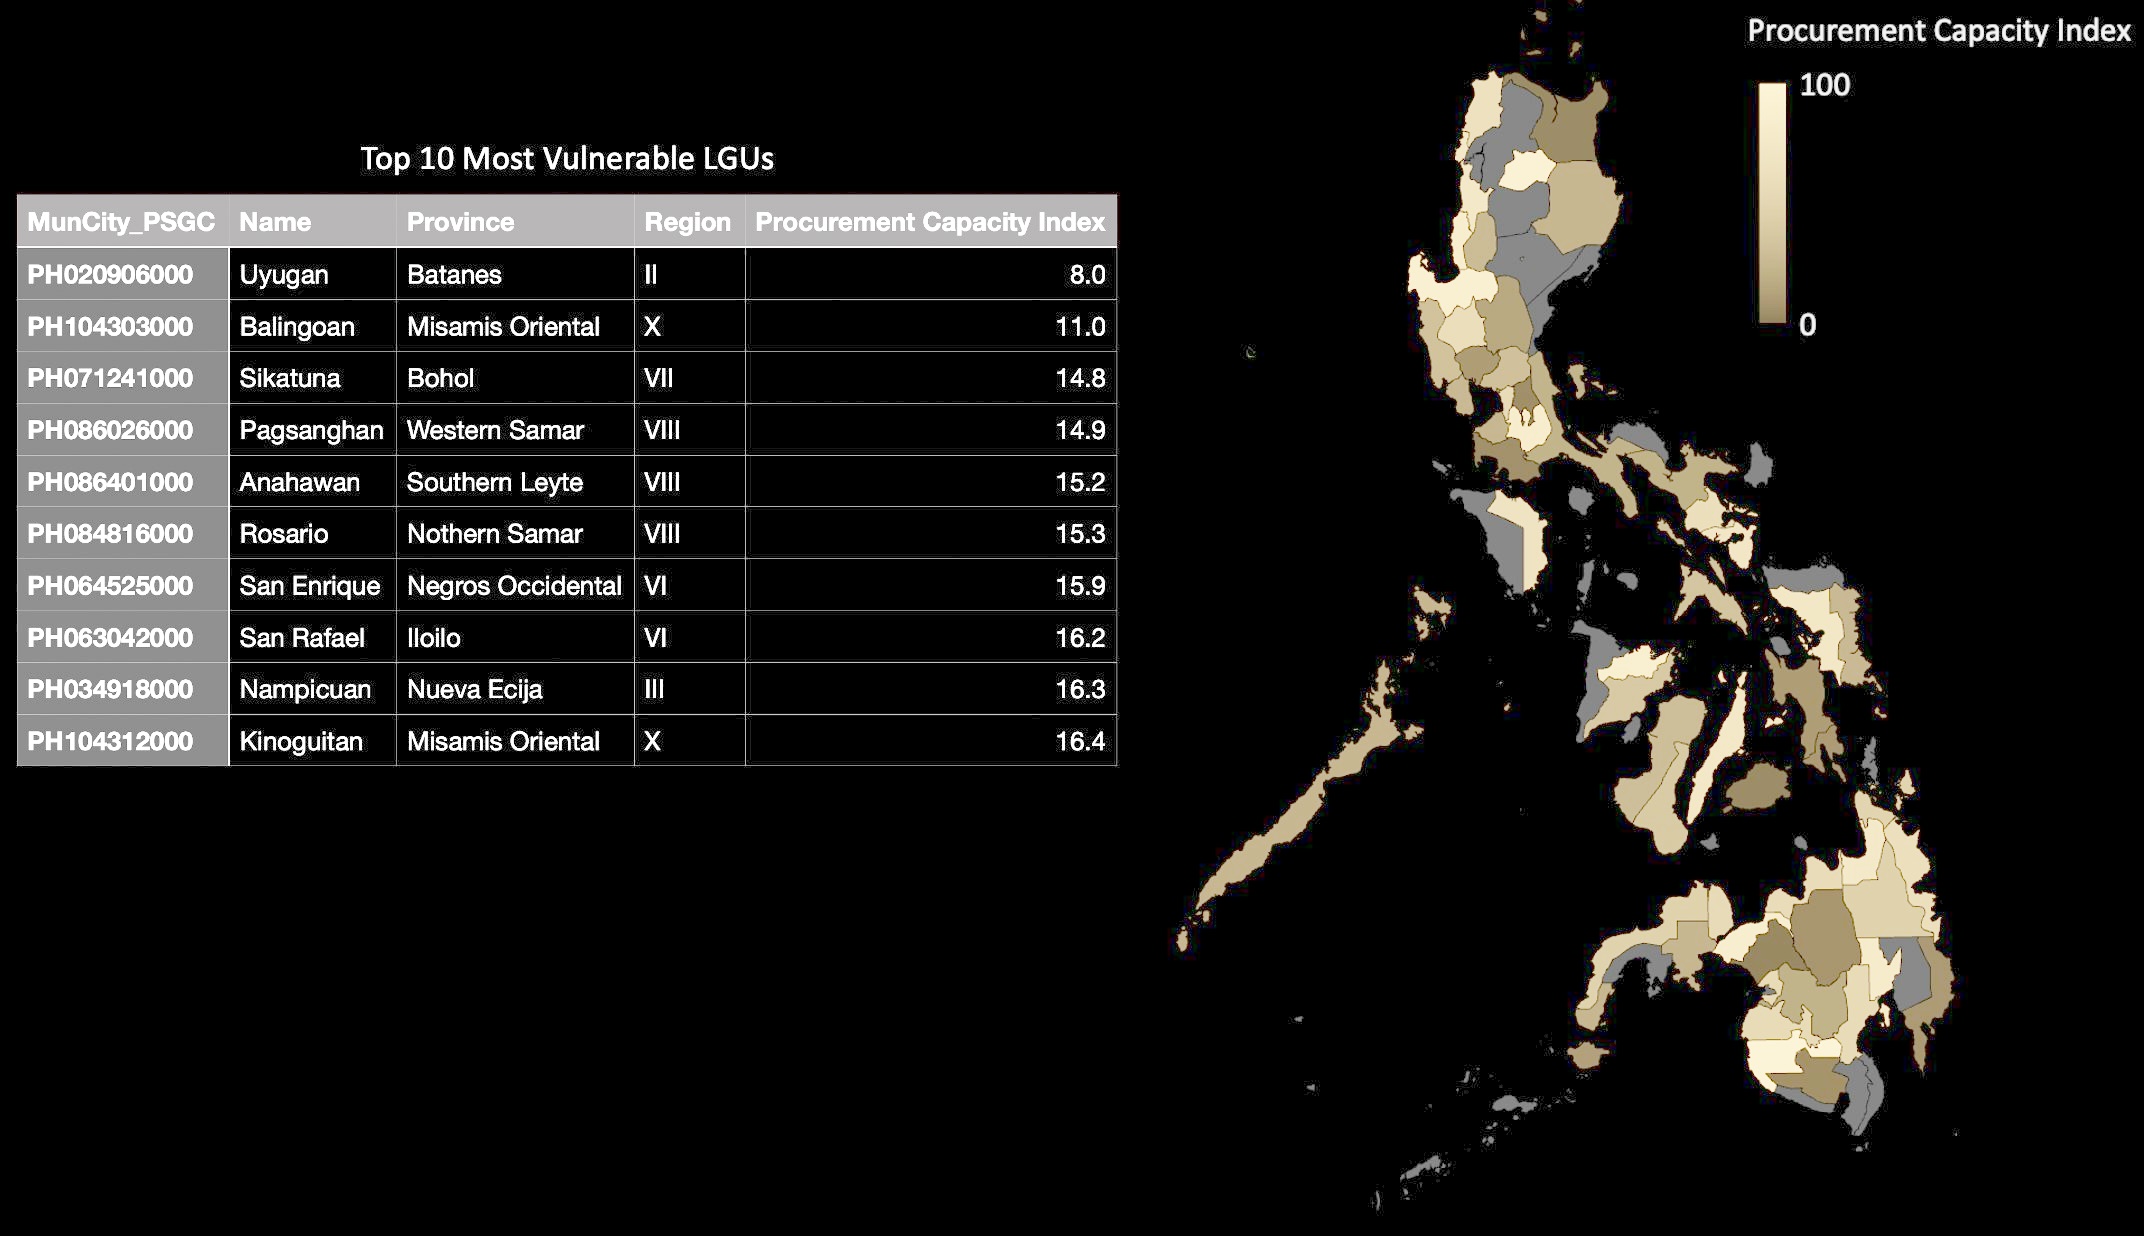 Procurement Capacity Index
100
0
Top 10 Most Vulnerable LGUs
MunCity_PSGC Name Province Region Procurement Capacity Index
PH020906000 Uyugan Batanes II 8.0
PH104303000 Balingoan Misamis Oriental X 11.0
PH071241000 Sikatuna Bohol VII 14.8
PH086026000 Pagsanghan Western Samar VIII 14.9
PH086401000 Anahawan Southern Leyte VIII 15.2
PH084816000 Rosario Nothern Samar VIII 15.3
PH064525000 San Enrique Negros Occidental VI 15.9
PH063042000 San Rafael Iloilo VI 16.2
PH034918000 Nampicuan Nueva Ecija III 16.3
PH104312000 Kinoguitan Misamis Oriental X 16.4